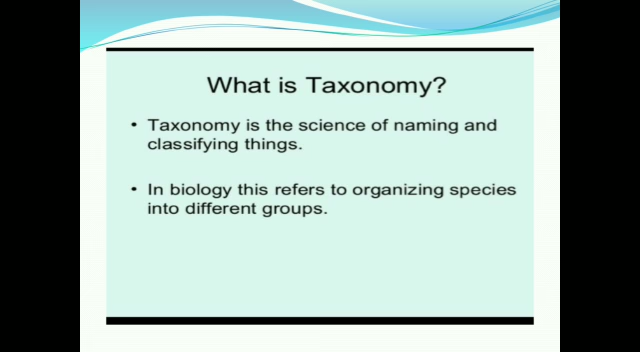 What is Taxonomy?
• Taxonomy is the science of naming and
classifying things.
• In biology this refers to organizing species
into different groups.